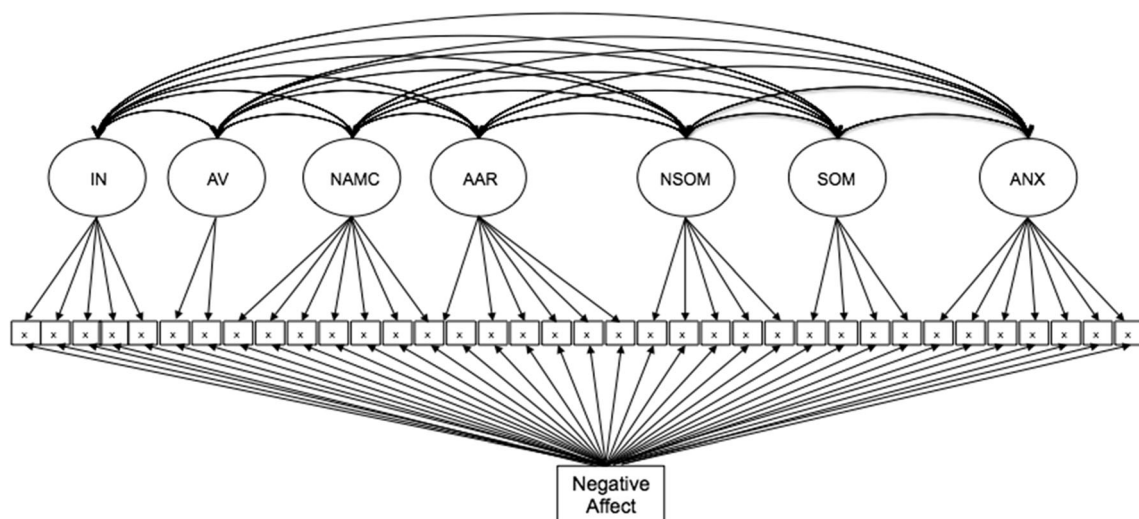 IN AV NAMC AAR NSOM SOM ANX
x x x x x x x x x x x x x x x x x x x x x x x x x x x x x x x x x x x x
Negative
Affect